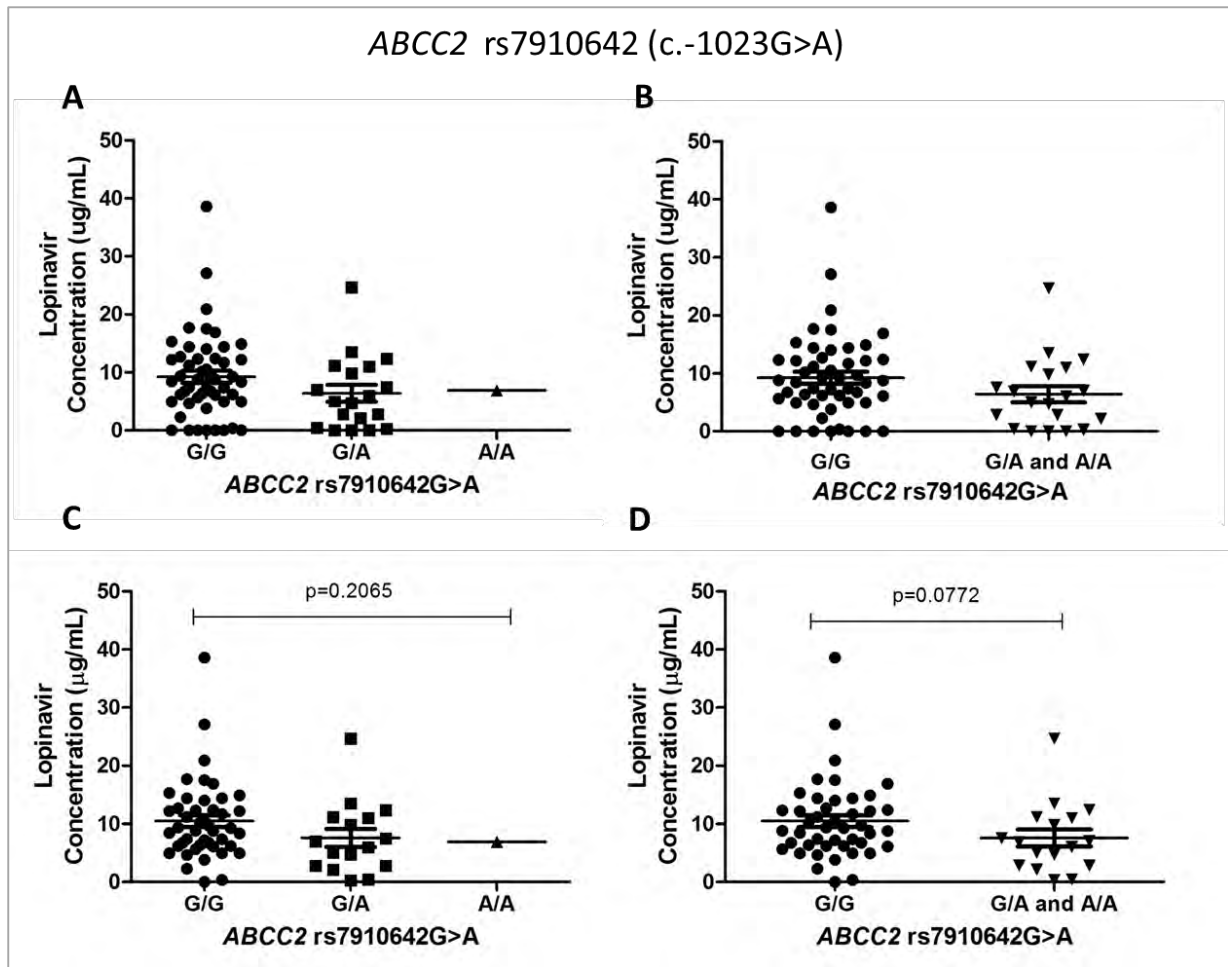 ABCC2 rs7910642 (c.-1023G>A)
A
Lopinavir
Concentration (ug/mL)
50
40
30
20
10
0
G/G G/A A/A
ABCC2 rs7910642G>A
B
Lopinavir
Concentration (ug/mL)
50
40
30
20
10
0
G/G G/A and A/A
ABCC2 rs7910642G>A
C
Lopinavir
Concentration (µg/mL)
50
40
30
20
10
0
p=0.2065
G/G G/A A/A
ABCC2 rs7910642G>A
D
Lopinavir
Concentration (µg/mL)
50
40
30
20
10
0
p=0.0772
G/G G/A and A/A
ABCC2 rs7910642G>A